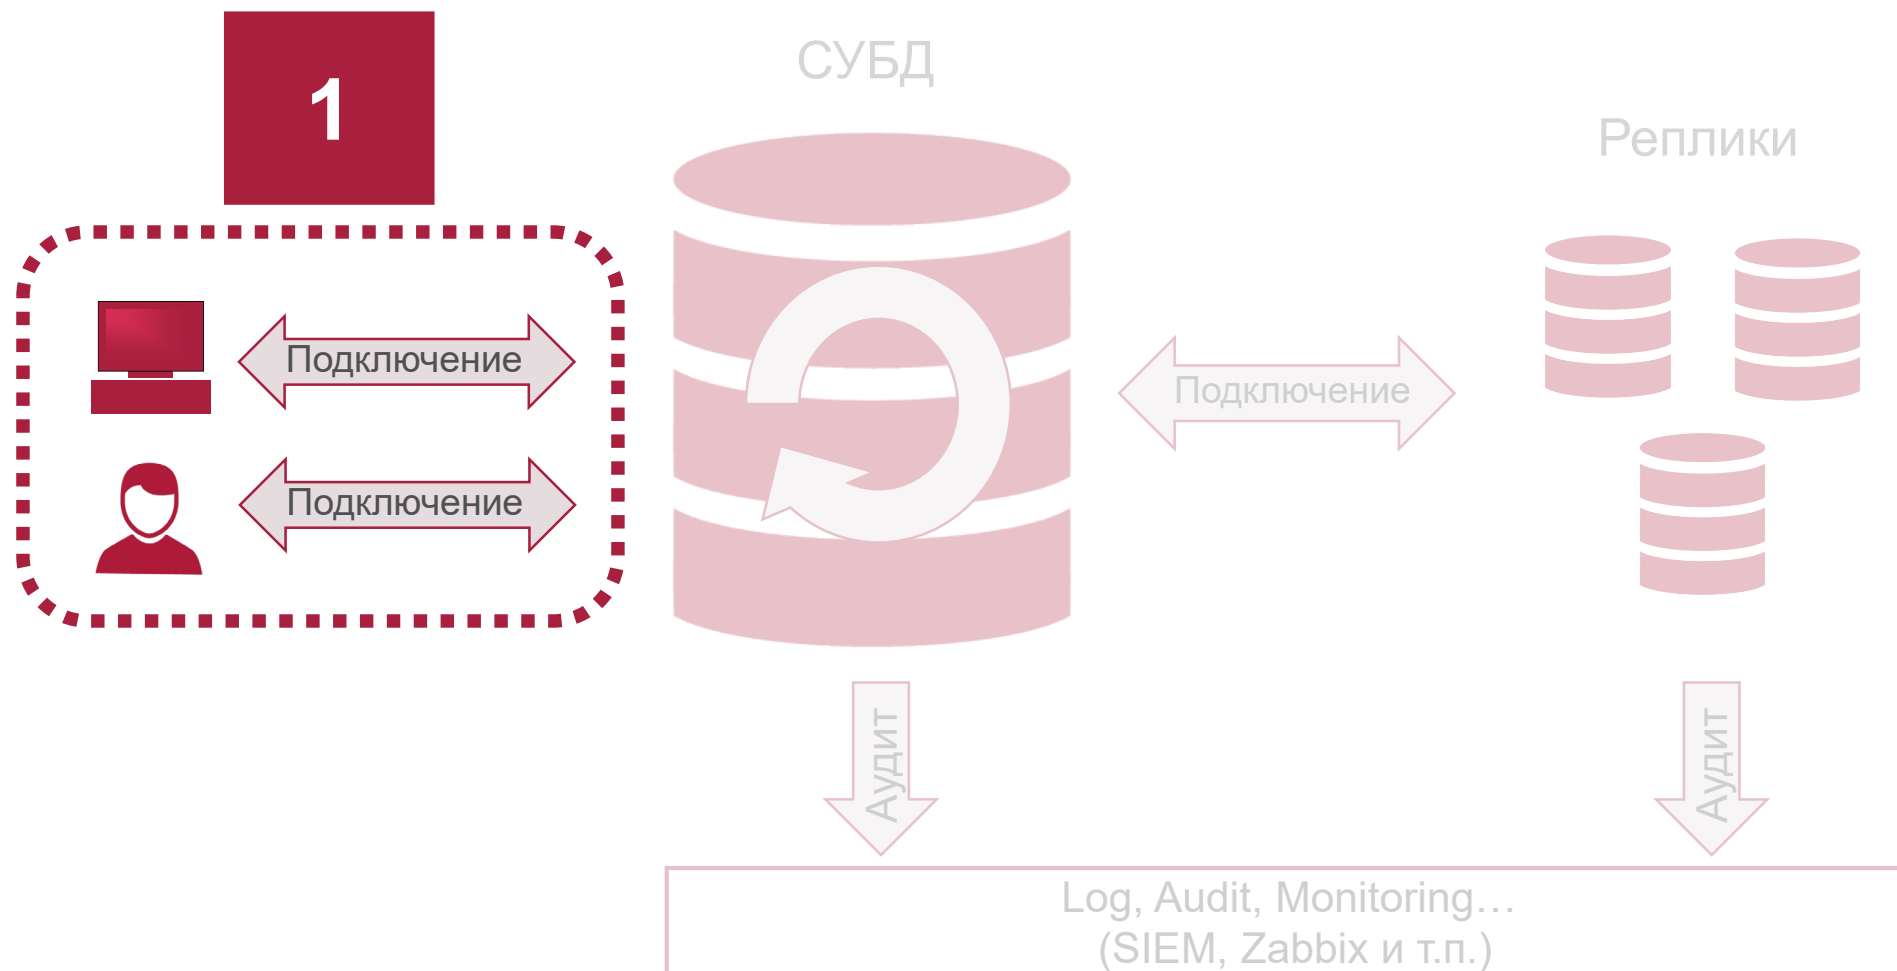 1
СУБД
Реплики
Подключение
Подключение
Подключение
Аудит
Аудит
Log, Audit, Monitoring…
(SIEM, Zabbix и т.п.)